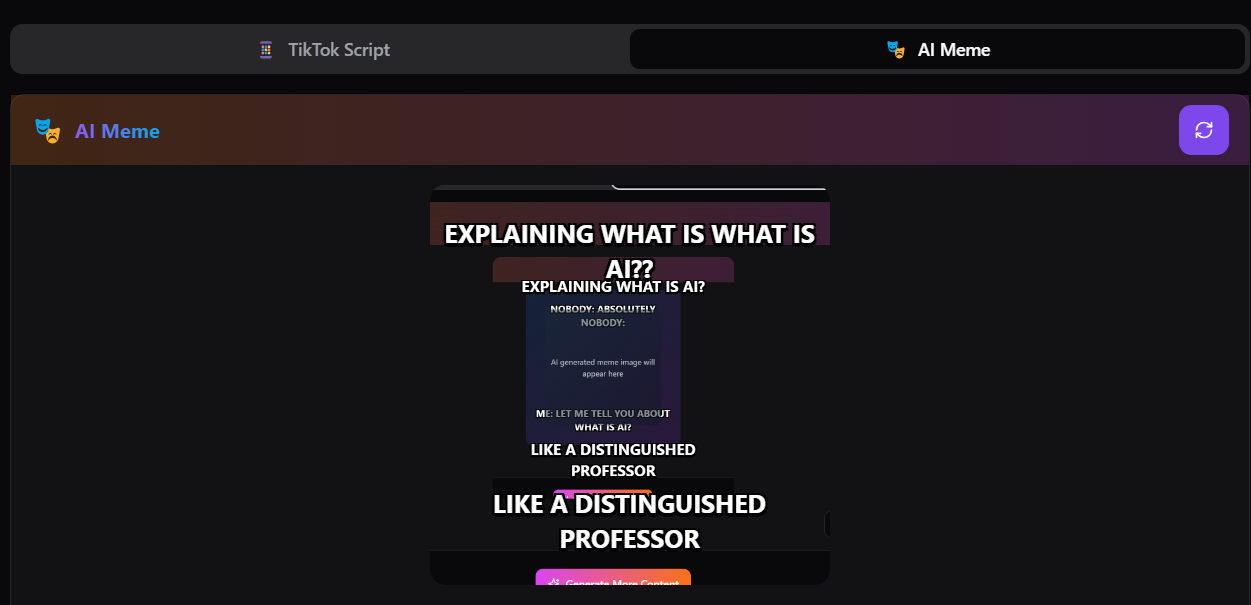 TikTok Script
AI Meme
AI Meme
EXPLAINING WHAT IS WHAT IS
AI??
EXPLAINING WHAT IS AI?
NOBODY: ABSOLUTELY
NOBODY:
AI generated meme image will
appear here
ME: LET ME TELL YOU ABOUT
WHAT IS AI?
LIKE A DISTINGUISHED
PROFESSOR
LIKE A DISTINGUISHED
PROFESSOR
Generate More Content